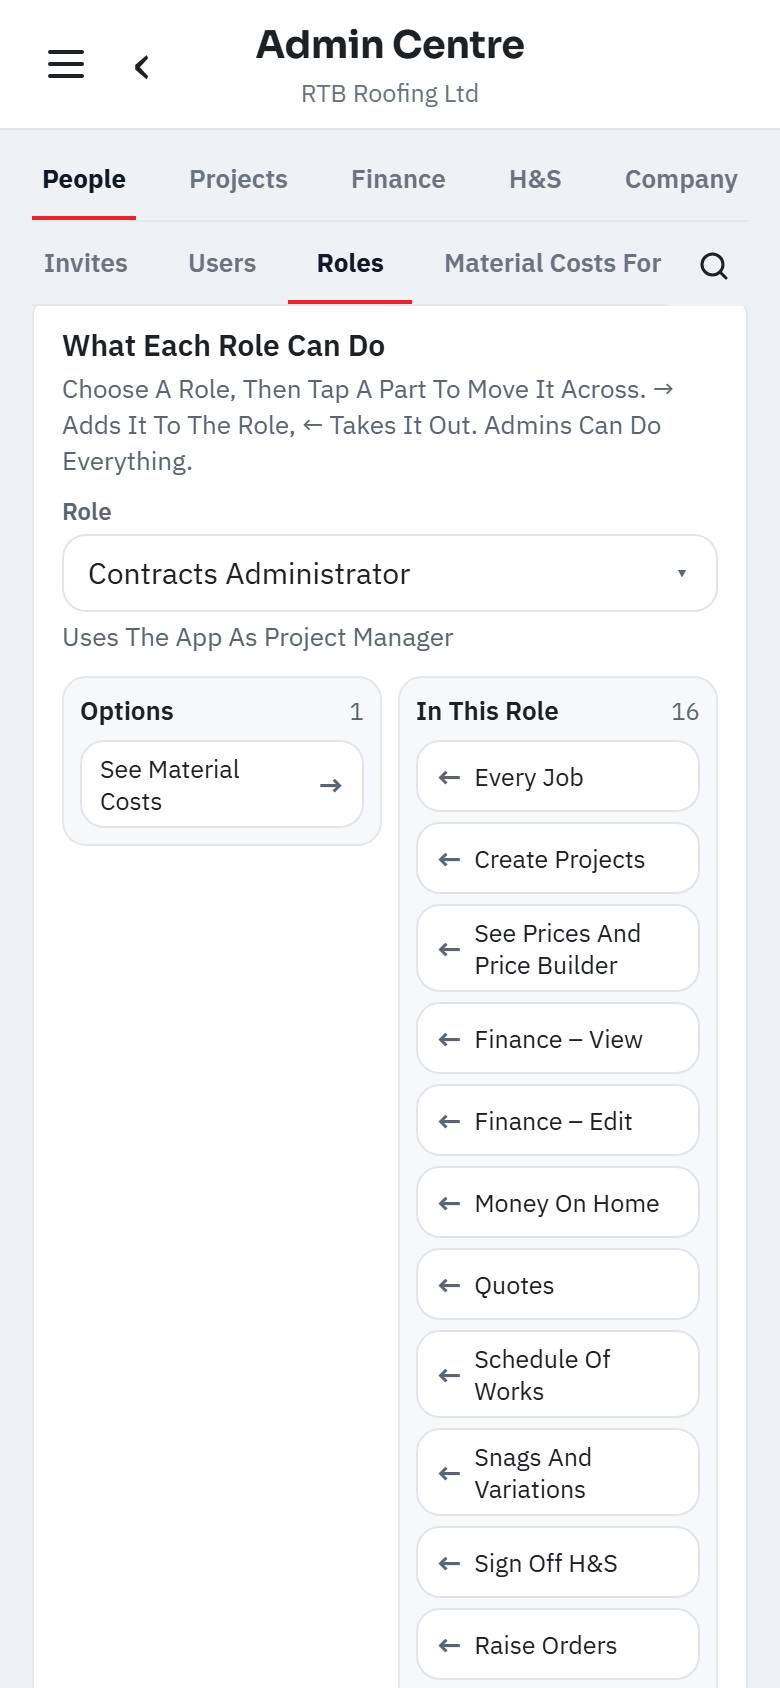 Admin Centre
RTB Roofing Ltd
People Projects Finance H&S Company
Invites Users Roles Material Costs For
What Each Role Can Do
Choose A Role, Then Tap A Part To Move It Across. →
Adds It To The Role, ← Takes It Out. Admins Can Do
Everything.
Role
Contracts Administrator
Uses The App As Project Manager
Options 1
See Material
Costs →
In This Role 16
← Every Job
← Create Projects
← See Prices And
Price Builder
← Finance – View
← Finance – Edit
← Money On Home
← Quotes
← Schedule Of
Works
← Snags And
Variations
← Sign Off H&S
← Raise Orders